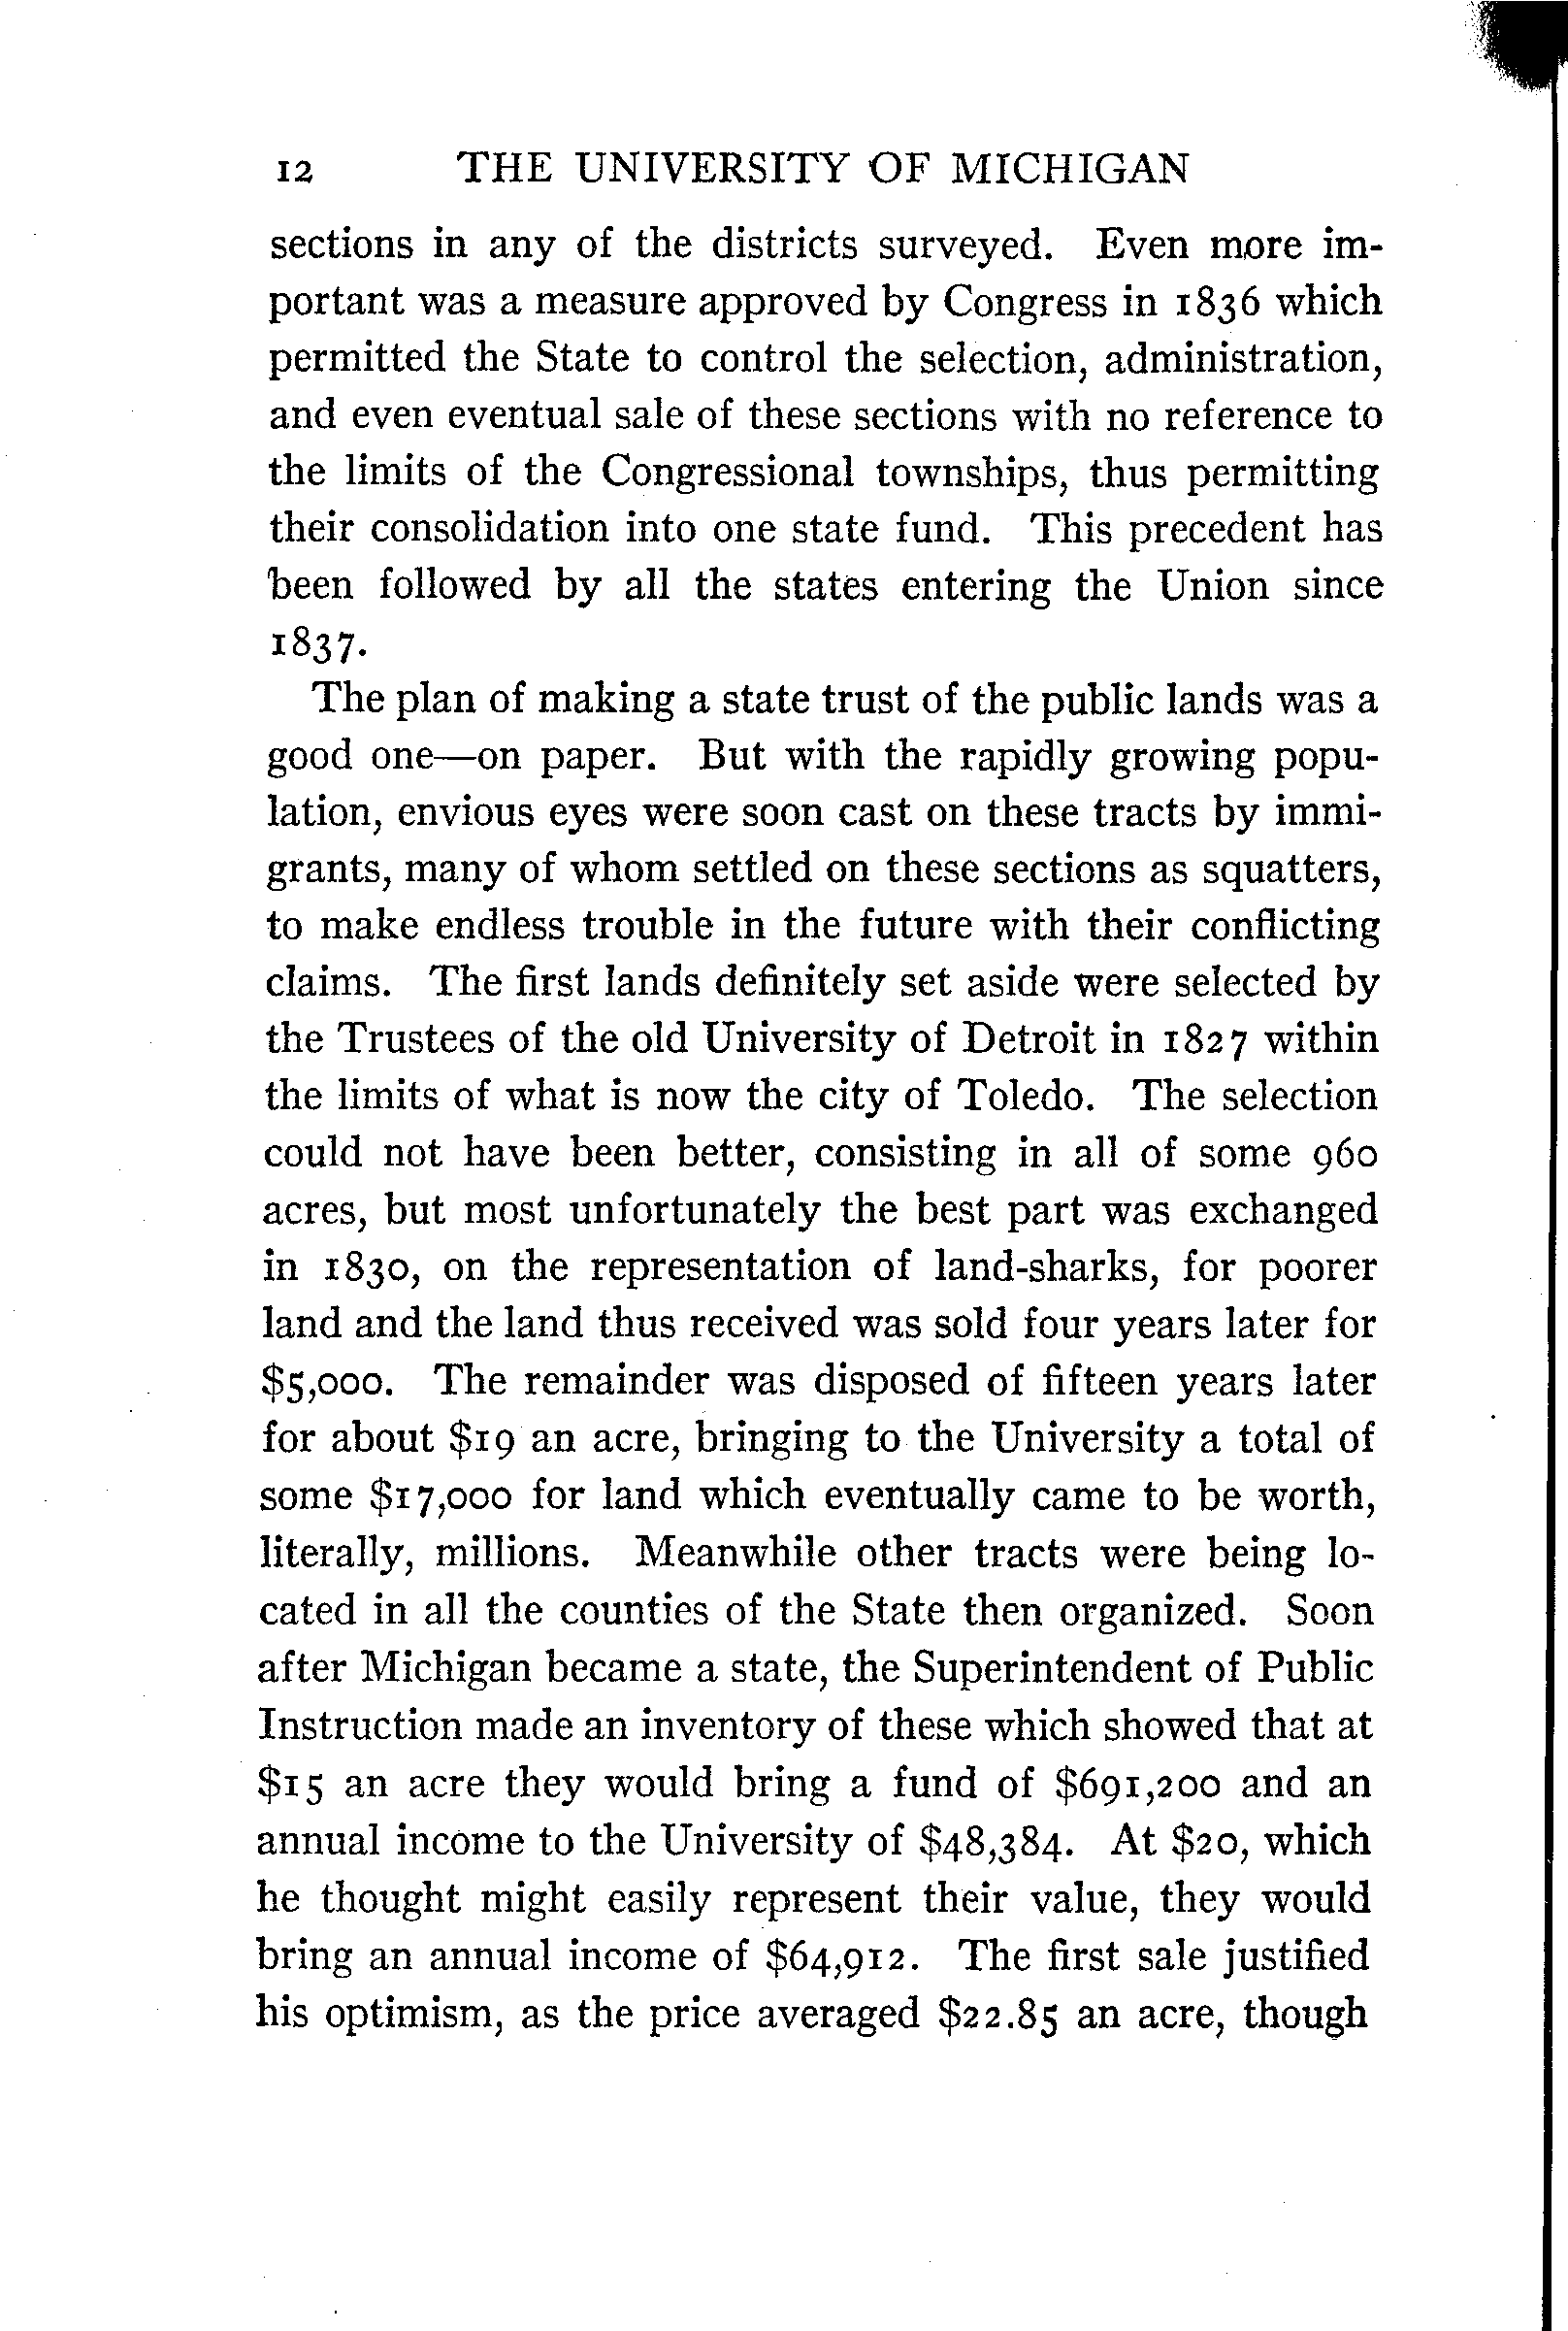 12 THE UNIVERSITY OF MICHIGAN
sections in any of the districts surveyed. Even more im-
portant was a measure approved by Congress in 1836 which
permitted the State to control the selection, administration,
and even eventual sale of these sections with no reference to
the limits of the Congressional townships, thus permitting
their consolidation into one state fund. This precedent has
been followed by all the states entering the Union since
1837.
The plan of making a state trust of the public lands was a
good one—on paper. But with the rapidly growing popu-
lation, envious eyes were soon cast on these tracts by immi-
grants, many of whom settled on these sections as squatters,
to make endless trouble in the future with their conflicting
claims. The first lands definitely set aside were selected by
the Trustees of the old University of Detroit in 1827 within
the limits of what is now the city of Toledo. The selection
could not have been better, consisting in all of some 960
acres, but most unfortunately the best part was exchanged
in 1830, on the representation of land-sharks, for poorer
land and the land thus received was sold four years later for
$5,000. The remainder was disposed of fifteen years later
for about $19 an acre, bringing to the University a total of
some $17,000 for land which eventually came to be worth,
literally, millions. Meanwhile other tracts were being lo-
cated in all the counties of the State then organized. Soon
after Michigan became a state, the Superintendent of Public
Instruction made an inventory of these which showed that at
$15 an acre they would bring a fund of $691,200 and an
annual income to the University of $48,384. At $20, which
he thought might easily represent their value, they would
bring an annual income of $64,912. The first sale justified
his optimism, as the price averaged $22.85 an acre, though